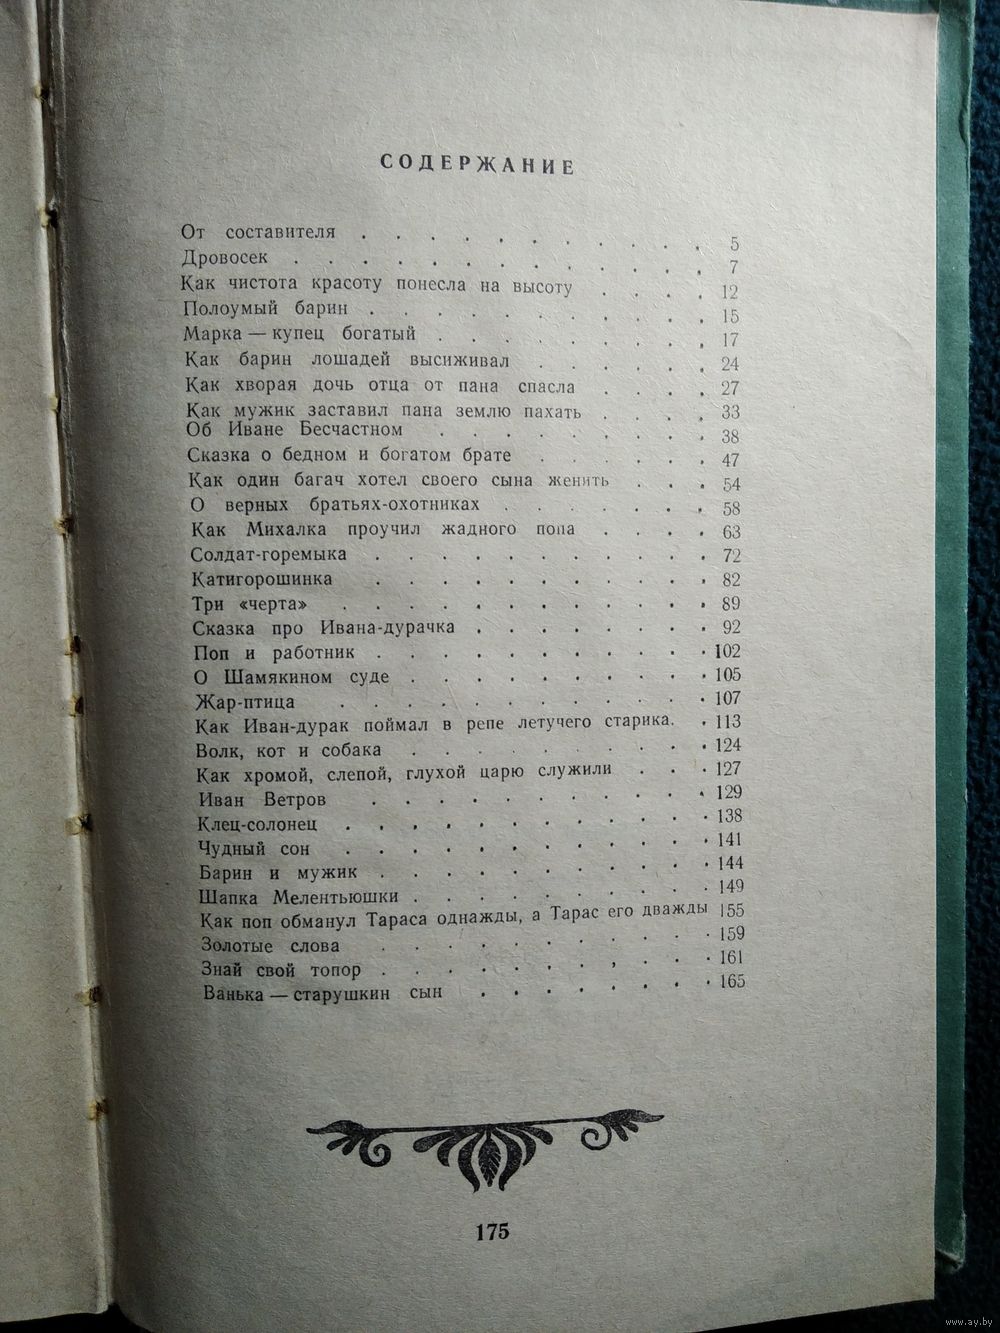 СОДЕРЖАНИЕ
От составителя . . . . . . . . . . . . 5
Дровосек . . . . . . . . . . . . . 7
Как чистота красоту понесла на высоту . . . . 12
Полоумый барин . . . . . . . . . . . 15
Марка — купец богатый . . . . . . . . . 17
Как барин лошадей высиживал . . . . . . 24
Как хворая дочь отца от пана спасла . . . . 27
Как мужик заставил пана землю пахать . . . . 33
Об Иване Бесчастном . . . . . . . . . 38
Сказка о бедном и богатом брате . . . . . . 47
Как один багач хотел своего сына женить . . . 54
О верных братьях-охотниках . . . . . . . 58
Как Михалка проучил жадного попа . . . . 63
Солдат-горемыка . . . . . . . . . . . 72
Катигорошинка . . . . . . . . . . . 82
Три «черта» . . . . . . . . . . . . 89
Сказка про Ивана-дурачка . . . . . . . . 92
Поп и работник . . . . . . . . . . . 102
О Шамякином суде . . . . . . . . . . 105
Жар-птица . . . . . . . . . . . . 107
Как Иван-дурак поймал в репе летучего старика. . 113
Волк, кот и собака . . . . . . . . . . 124
Как хромой, слепой, глухой царю служили . . . 127
Иван Ветров . . . . . . . . . . . 129
Клец-солонец . . . . . . . . . . . . 138
Чудный сон . . . . . . . . . . . . 141
Барин и мужик . . . . . . . . . . . 144
Шапка Мелентьюшки . . . . . . . . . . 149
Как поп обманул Тараса однажды, а Тарас его дважды 155
Золотые слова . . . . . . . . . . . 159
Знай свой топор . . . . . . . . . . . 161
Ванька — старушкин сын . . . . . . . . 165
175
www.ay.by